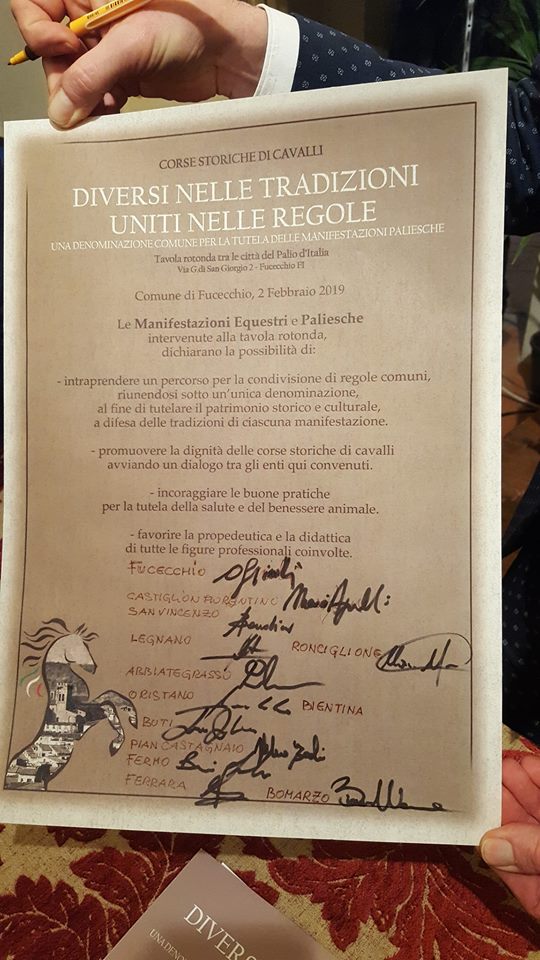 CORSE STORICHE DI CAVALLI
DIVERSI NELLE TRADIZIONI
UNITI NELLE REGOLE
UNA DENOMINAZIONE COMUNE PER LA TUTELA DELLE MANIFESTAZIONI PALIESCHE
Tavola rotonda tra le città del Palio d'Italia
Via G.di San Giorgio 2 - Fucecchio FI
Comune di Fucecchio, 2 Febbraio 2019
Le Manifestazioni Equestri e Paliesche
intervenute alla tavola rotonda,
dichiarano la possibilità di:
- intraprendere un percorso per la condivisione di regole comuni,
riunendosi sotto un'unica denominazione,
al fine di tutelare il patrimonio storico e culturale,
a difesa delle tradizioni di ciascuna manifestazione.
- promuovere la dignità delle corse storiche di cavalli
avviando un dialogo tra gli enti qui convenuti.
- incoraggiare le buone pratiche
per la tutela della salute e del benessere animale.
- favorire la propedeutica e la didattica
di tutte le figure professionali coinvolte.
FUCECCHIO
CASTIGLION FIORENTINO
SAN VINCENZO
LEGNANO RONCIGLIONE
ABBIATEGRASSO
ORISTANO BIENTINA
BUTI
PIANCASTAGNAIO
FERMO
FERRARA BOMARZO
DIVERS
UNA DENO